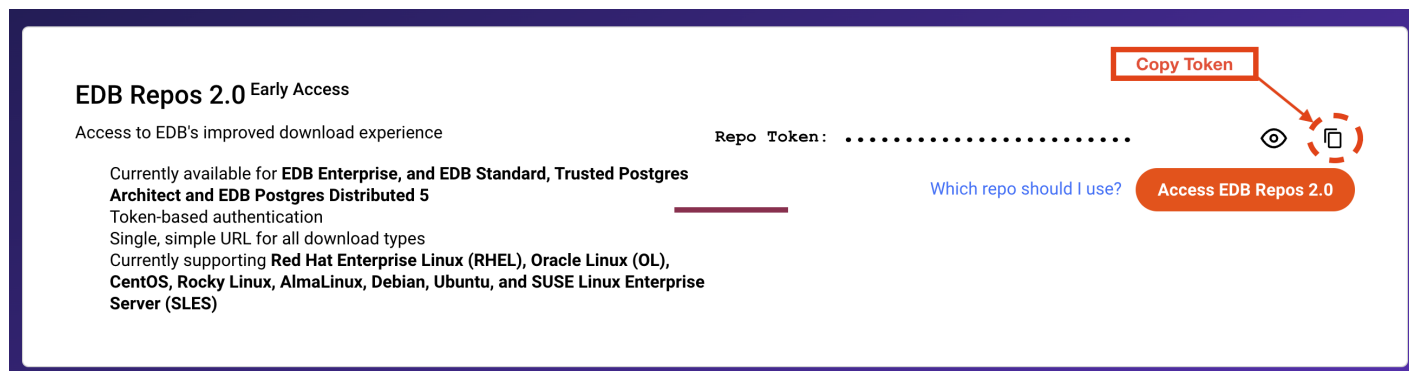 Copy Token
EDB Repos 2.0 Early Access
Access to EDB's improved download experience
Repo Token: ........................
Currently available for EDB Enterprise, and EDB Standard, Trusted Postgres
Architect and EDB Postgres Distributed 5
Token-based authentication
Single, simple URL for all download types
Currently supporting Red Hat Enterprise Linux (RHEL), Oracle Linux (OL),
CentOS, Rocky Linux, AlmaLinux, Debian, Ubuntu, and SUSE Linux Enterprise
Server (SLES)
Which repo should I use?
Access EDB Repos 2.0